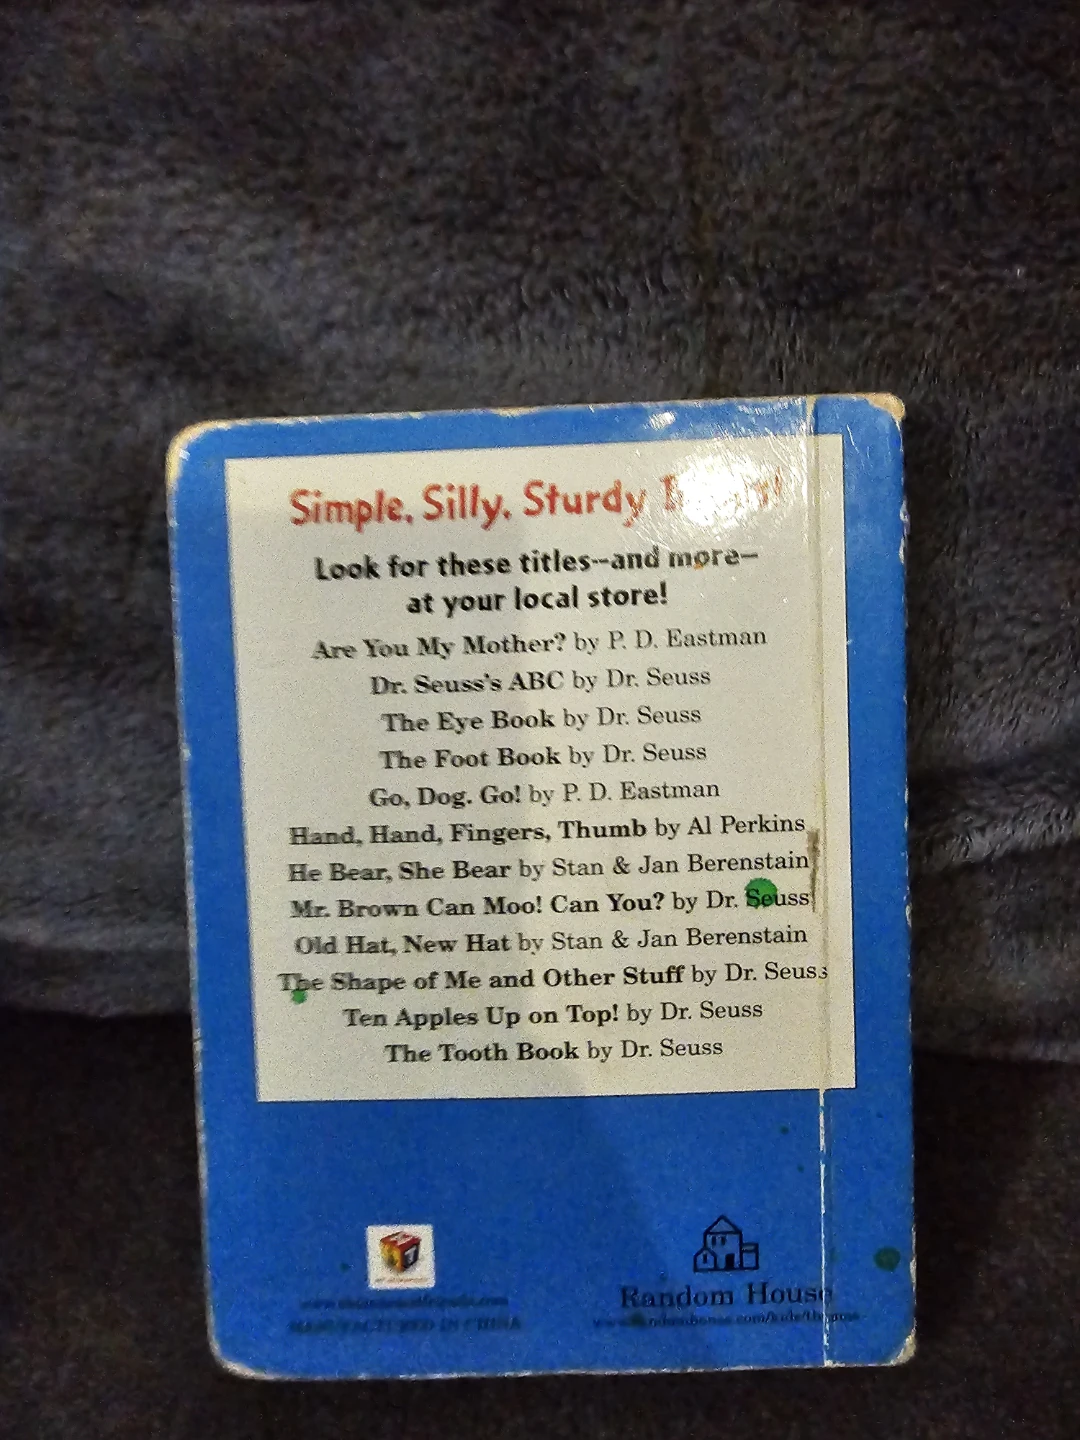 Simple, Silly, Sturdy
Look for these titles--and more--
at your local store!
Are You My Mother? by P. D. Eastman
Dr. Seuss's ABC by Dr. Seuss
The Eye Book by Dr. Seuss
The Foot Book by Dr. Seuss
Go, Dog. Go! by P. D. Eastman
Hand, Hand, Fingers, Thumb by Al Perkins
He Bear, She Bear by Stan & Jan Berenstain
Mr. Brown Can Moo! Can You? by Dr. Seuss
Old Hat, New Hat by Stan & Jan Berenstain
The Shape of Me and Other Stuff by Dr. Seuss
Ten Apples Up on Top! by Dr. Seuss
The Tooth Book by Dr. Seuss
MANUFACTURED IN CHINA
Random House